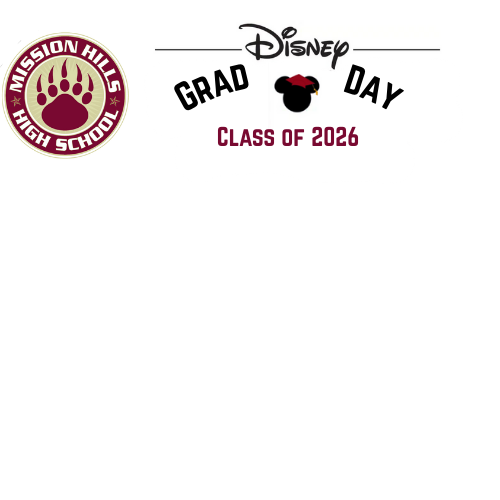 MISSION HILLS
HIGH SCHOOL
Disney
Grad Day
Class of 2026